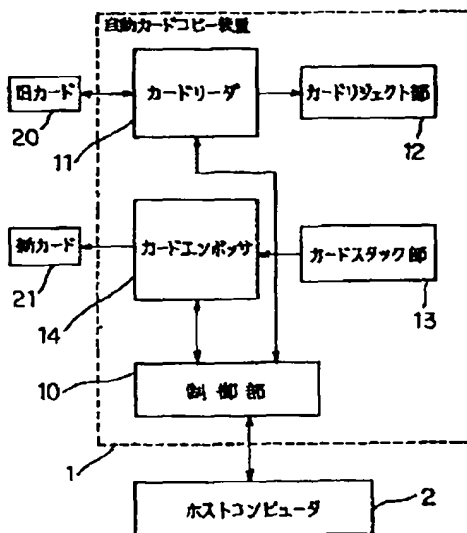 自動カードコピー装置
旧カード
カードリーダ
カードリジェクト部
20
11
12
新カード
カードエンボッサ
カードスタック部
21
14
13
10
制御部
1
ホストコンピュータ
2